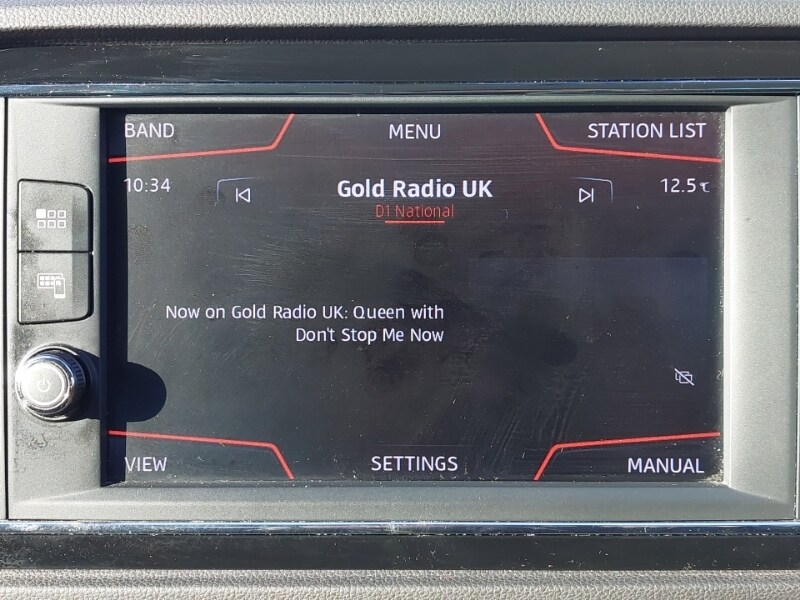 BAND MENU STATION LIST
10:34 Gold Radio UK 12.5 °C
D1 National
Now on Gold Radio UK: Queen with
Don't Stop Me Now
VIEW SETTINGS MANUAL